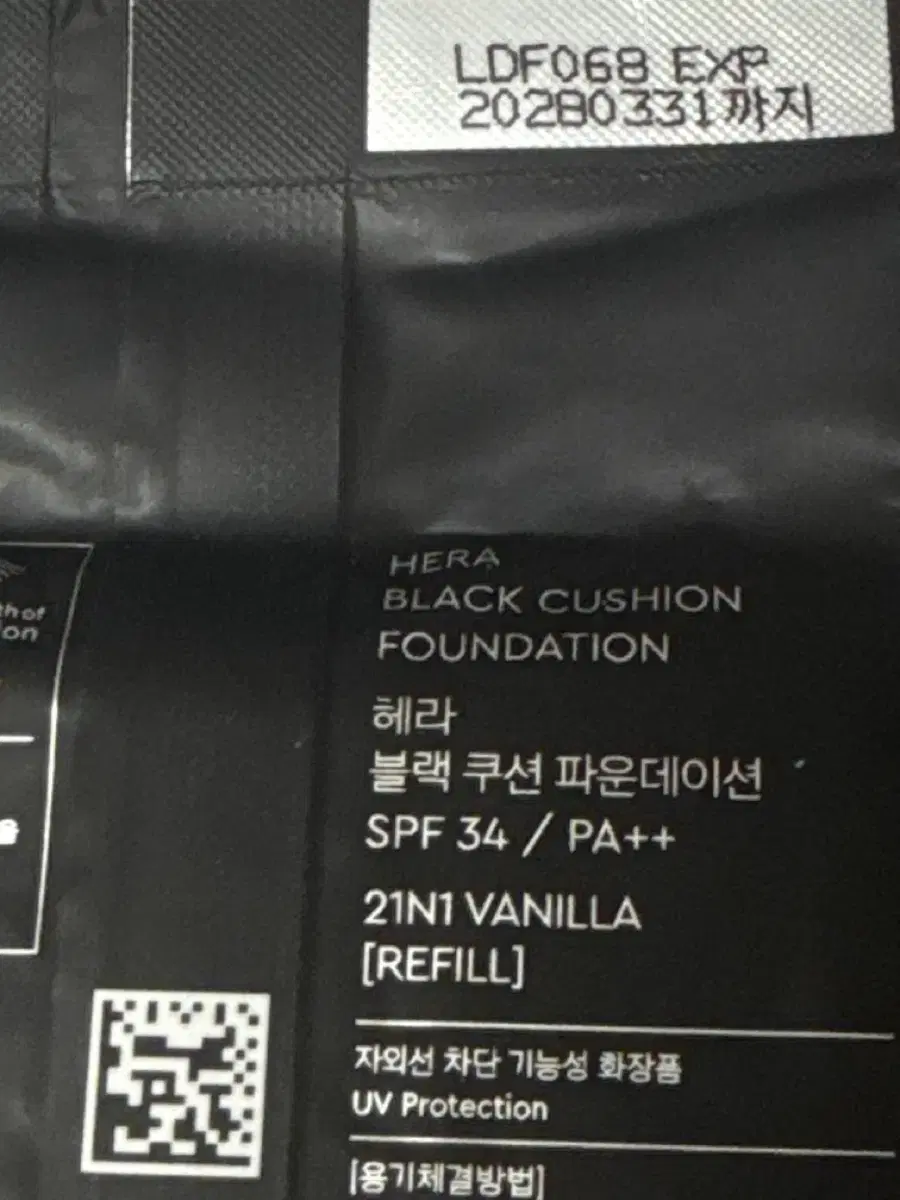 LDF068 EXP
20280331까지
HERA
BLACK CUSHION
FOUNDATION
헤라
블랙 쿠션 파운데이션
SPF 34 / PA++
21N1 VANILLA
[REFILL]
자외선 차단 기능성 화장품
UV Protection
[용기체결방법]